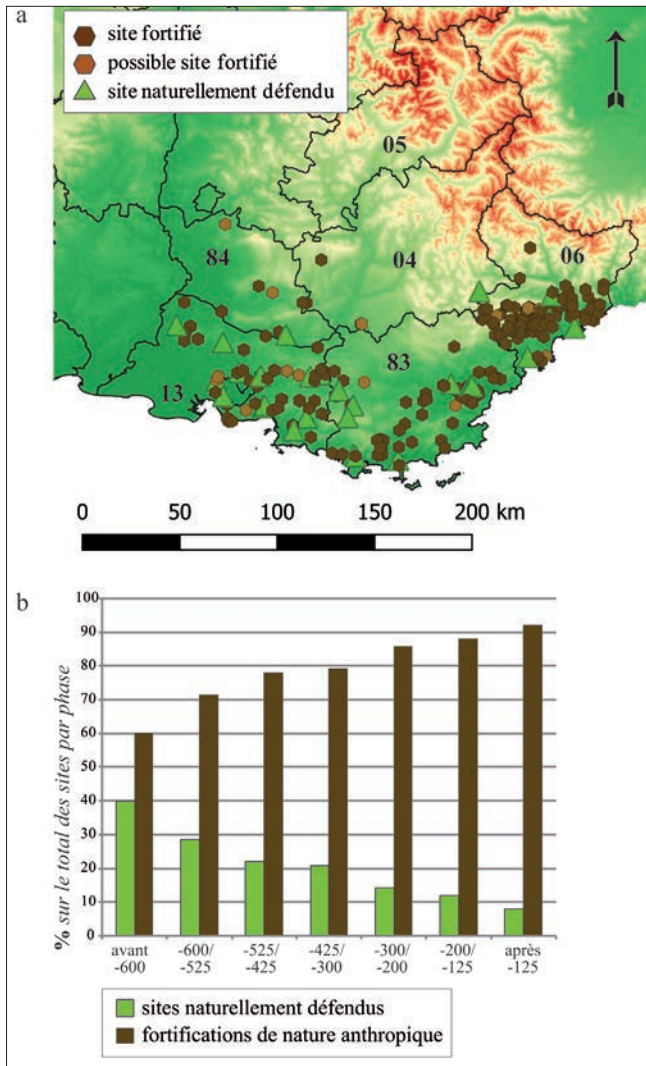 a
site fortifié
possible site fortifié
site naturellement défendu
05
84
04
06
83
13
0 50 100 150 200 km
b
100
90
80
70
60
50
40
30
20
10
0
% sur le total des sites par phase
avant -600/ -525/ -425/ -300/ -200/ après
-600 -525 -425 -300 -200 -125 -125
sites naturellement défendus
fortifications de nature anthropique